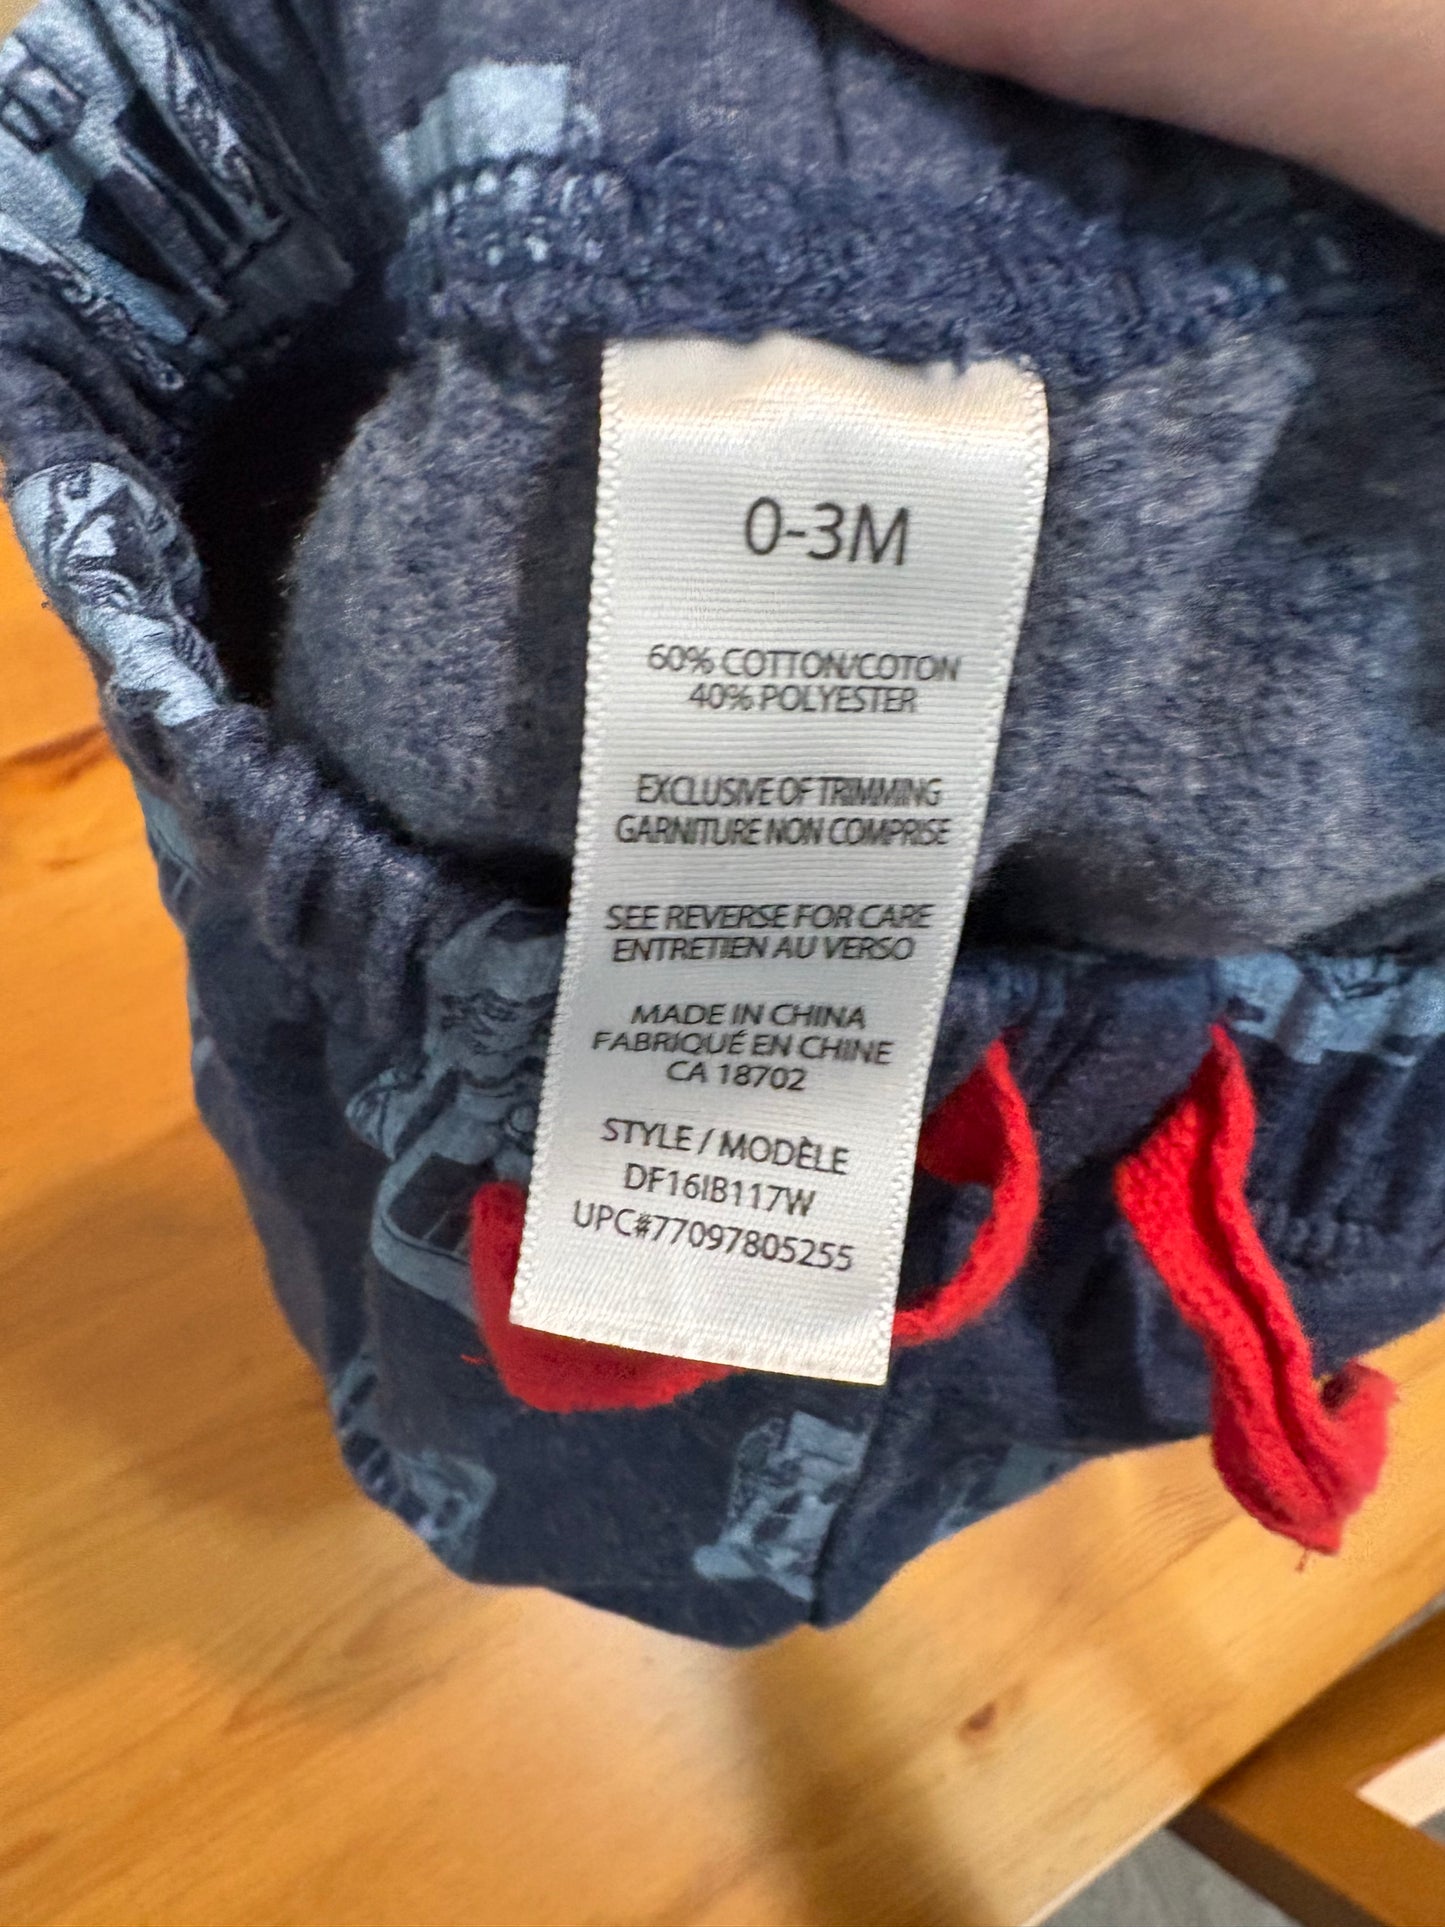 0-3M
60% COTTON/COTON
40% POLYESTER
EXCLUSIVE OF TRIMMING
GARNITURE NON COMPRISE
SEE REVERSE FOR CARE
ENTRETIEN AU VERSO
MADE IN CHINA
FABRIQUÉ EN CHINE
CA 18702
STYLE / MODÈLE
DF16IB117W
UPC#77097805255